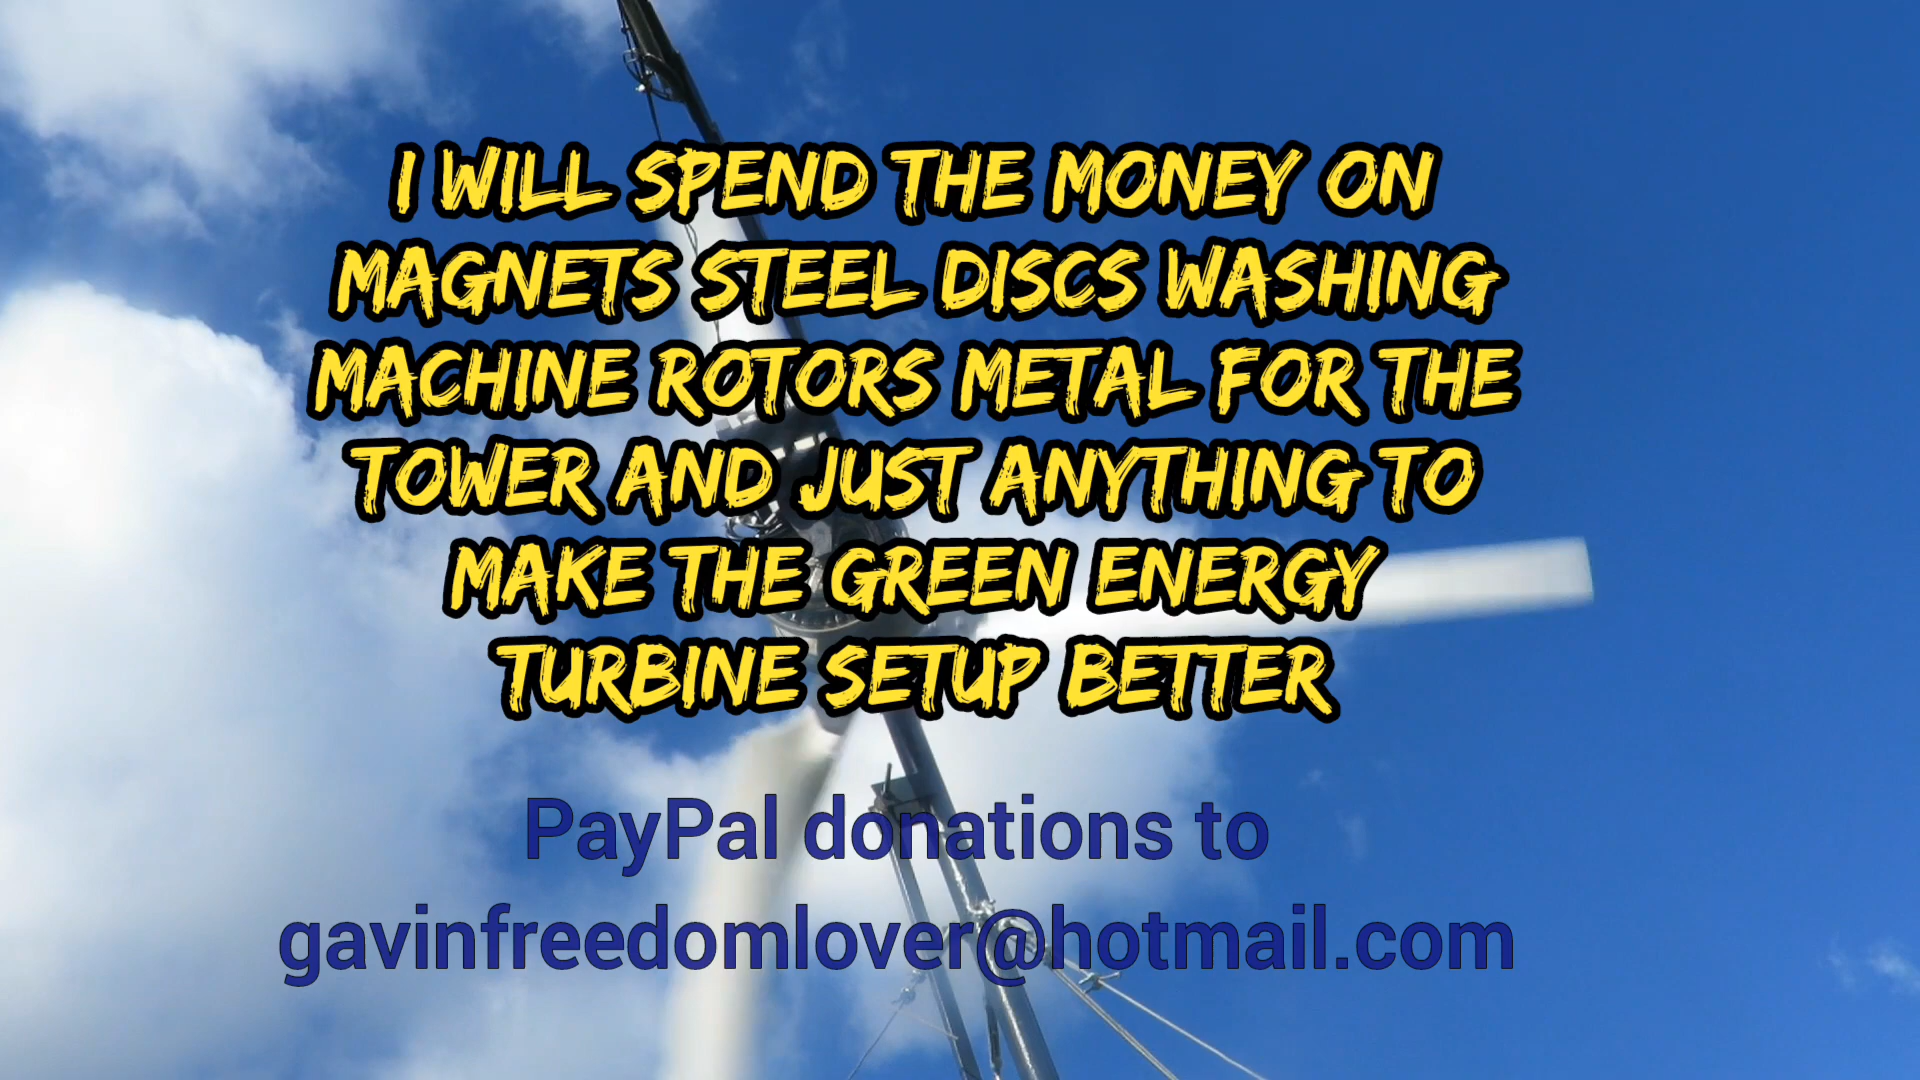 I WILL SPEND THE MONEY ON
MAGNETS STEEL DISCS WASHING
MACHINE ROTORS METAL FOR THE
TOWER AND JUST ANYTHING TO
MAKE THE GREEN ENERGY
TURBINE SETUP BETTER
PayPal donations to
gavinfreedomlover@hotmail.com